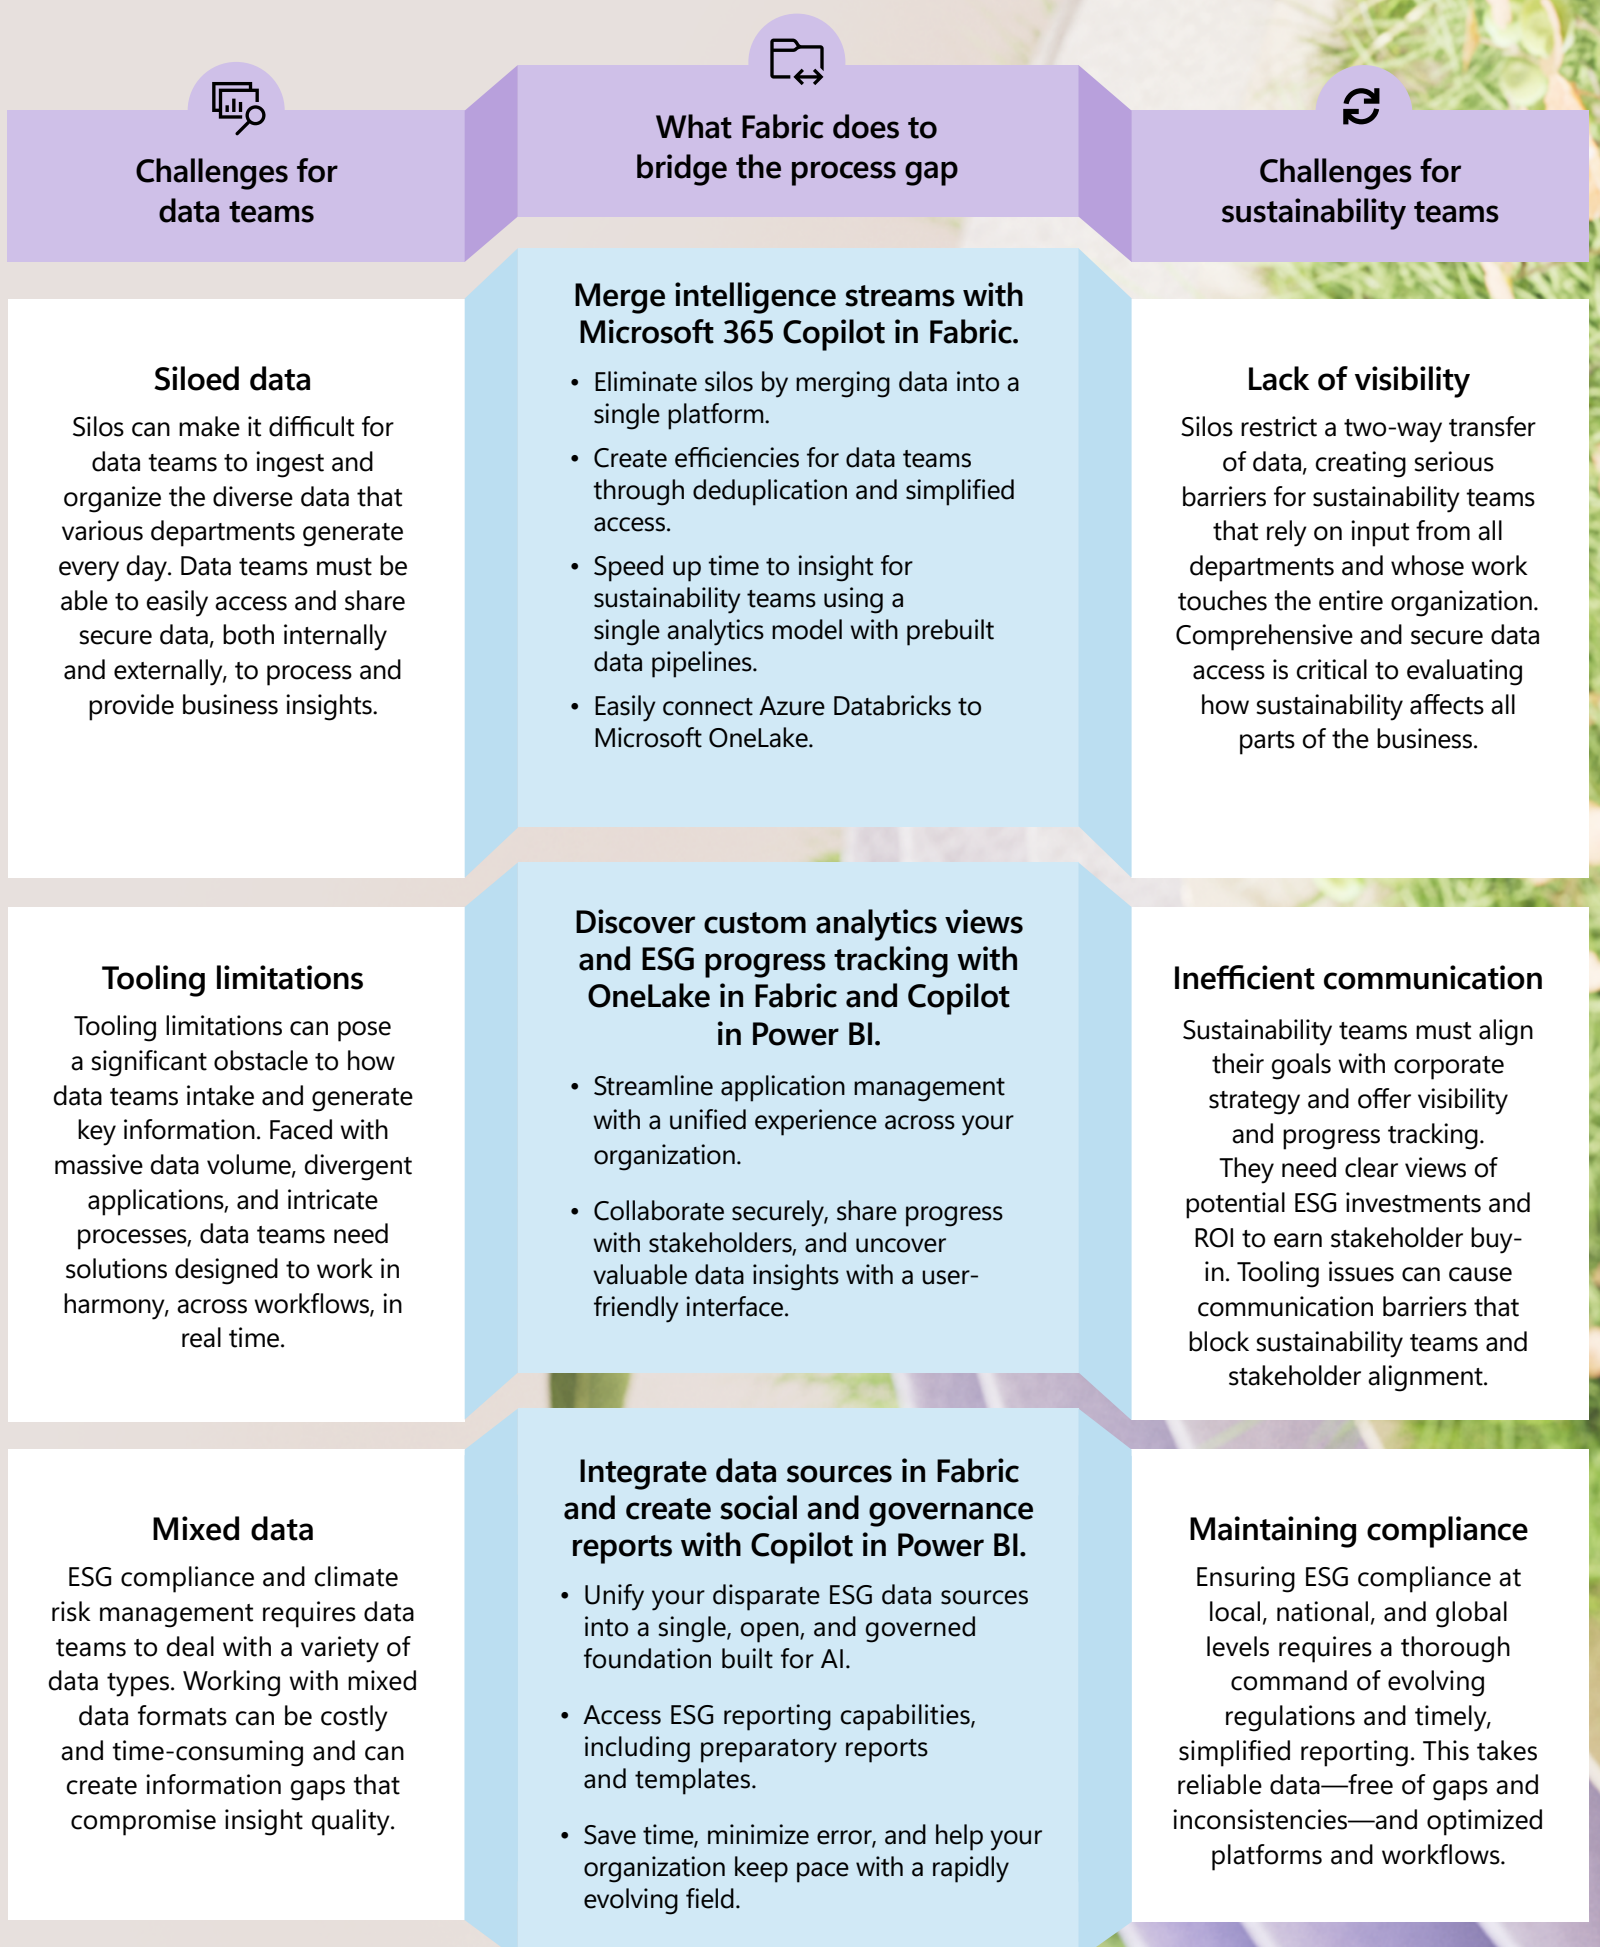 Challenges for
data teams
What Fabric does to
bridge the process gap
Challenges for
sustainability teams
Siloed data
Silos can make it difficult for
data teams to ingest and
organize the diverse data that
various departments generate
every day. Data teams must be
able to easily access and share
secure data, both internally
and externally, to process and
provide business insights.
Merge intelligence streams with
Microsoft 365 Copilot in Fabric.
• Eliminate silos by merging data into a
single platform.
• Create efficiencies for data teams
through deduplication and simplified
access.
• Speed up time to insight for
sustainability teams using a
single analytics model with prebuilt
data pipelines.
• Easily connect Azure Databricks to
Microsoft OneLake.
Lack of visibility
Silos restrict a two-way transfer
of data, creating serious
barriers for sustainability teams
that rely on input from all
departments and whose work
touches the entire organization.
Comprehensive and secure data
access is critical to evaluating
how sustainability affects all
parts of the business.
Tooling limitations
Tooling limitations can pose
a significant obstacle to how
data teams intake and generate
key information. Faced with
massive data volume, divergent
applications, and intricate
processes, data teams need
solutions designed to work in
harmony, across workflows, in
real time.
Discover custom analytics views
and ESG progress tracking with
OneLake in Fabric and Copilot
in Power BI.
• Streamline application management
with a unified experience across your
organization.
• Collaborate securely, share progress
with stakeholders, and uncover
valuable data insights with a user-
friendly interface.
Inefficient communication
Sustainability teams must align
their goals with corporate
strategy and offer visibility
and progress tracking.
They need clear views of
potential ESG investments and
ROI to earn stakeholder buy-
in. Tooling issues can cause
communication barriers that
block sustainability teams and
stakeholder alignment.
Mixed data
ESG compliance and climate
risk management requires data
teams to deal with a variety of
data types. Working with mixed
data formats can be costly
and time-consuming and can
create information gaps that
compromise insight quality.
Integrate data sources in Fabric
and create social and governance
reports with Copilot in Power BI.
• Unify your disparate ESG data sources
into a single, open, and governed
foundation built for AI.
• Access ESG reporting capabilities,
including preparatory reports
and templates.
• Save time, minimize error, and help your
organization keep pace with a rapidly
evolving field.
Maintaining compliance
Ensuring ESG compliance at
local, national, and global
levels requires a thorough
command of evolving
regulations and timely,
simplified reporting. This takes
reliable data—free of gaps and
inconsistencies—and optimized
platforms and workflows.